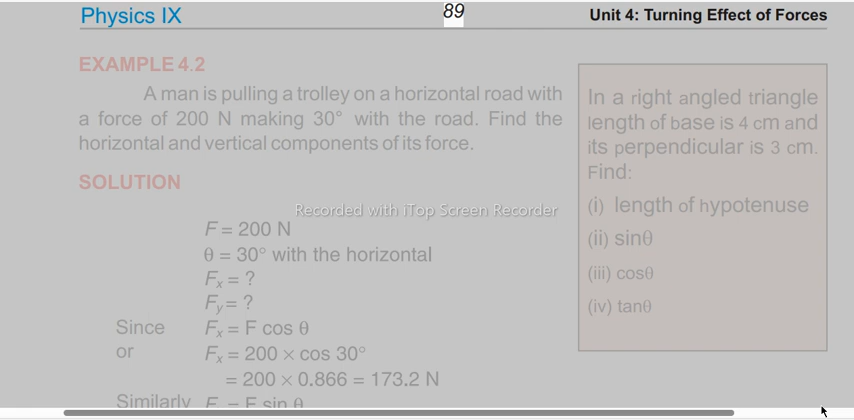 Physics IX
89
Unit 4: Turning Effect of Forces
EXAMPLE 4.2
A man is pulling a trolley on a horizontal road with
a force of 200 N making 30° with the road. Find the
horizontal and vertical components of its force.
SOLUTION
Recorded with iTop Screen Recorder
F = 200 N
θ = 30° with the horizontal
Fx = ?
Fy = ?
Since Fx = F cos θ
or Fx = 200 × cos 30°
= 200 × 0.866 = 173.2 N
Similarly F = F sin θ
In a right angled triangle
length of base is 4 cm and
its perpendicular is 3 cm.
Find:
(i) length of hypotenuse
(ii) sinθ
(iii) cosθ
(iv) tanθ